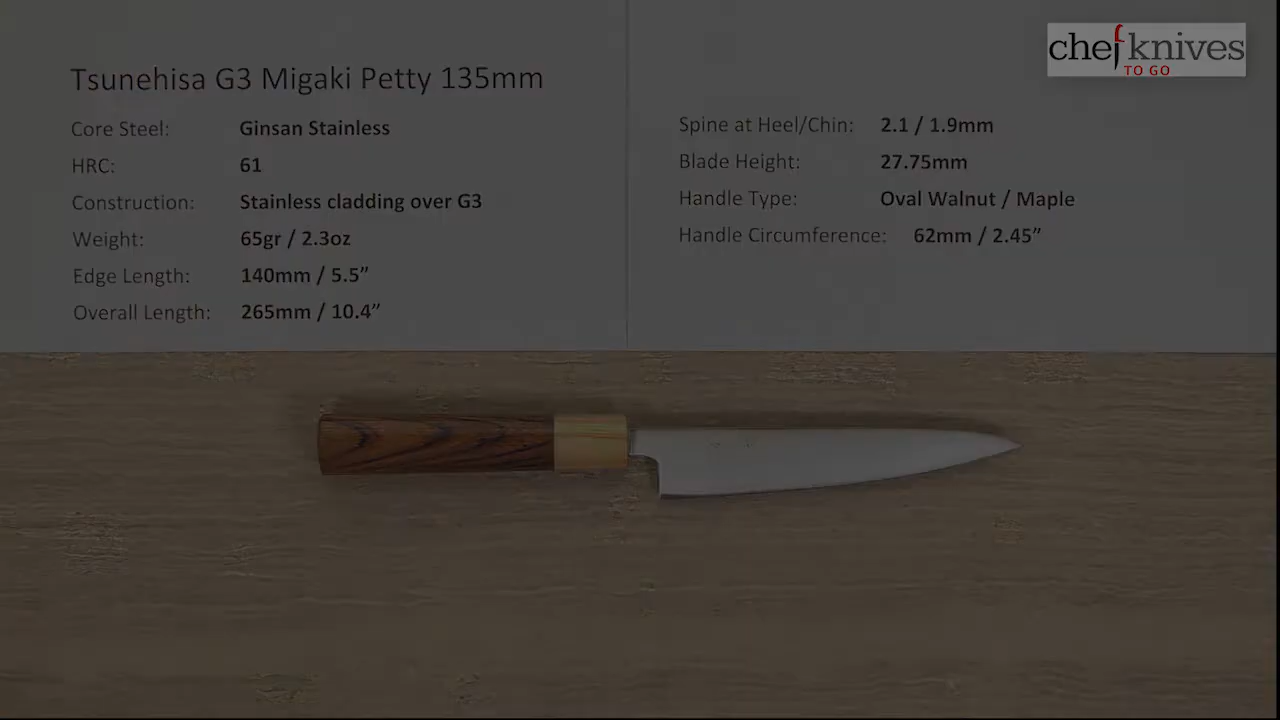 Tsunehisa G3 Migaki Petty 135mm
Core Steel: Ginsan Stainless
HRC: 61
Construction: Stainless cladding over G3
Weight: 65gr / 2.3oz
Edge Length: 140mm / 5.5”
Overall Length: 265mm / 10.4”
Spine at Heel/Chin: 2.1 / 1.9mm
Blade Height: 27.75mm
Handle Type: Oval Walnut / Maple
Handle Circumference: 62mm / 2.45”
chefknives
TO GO